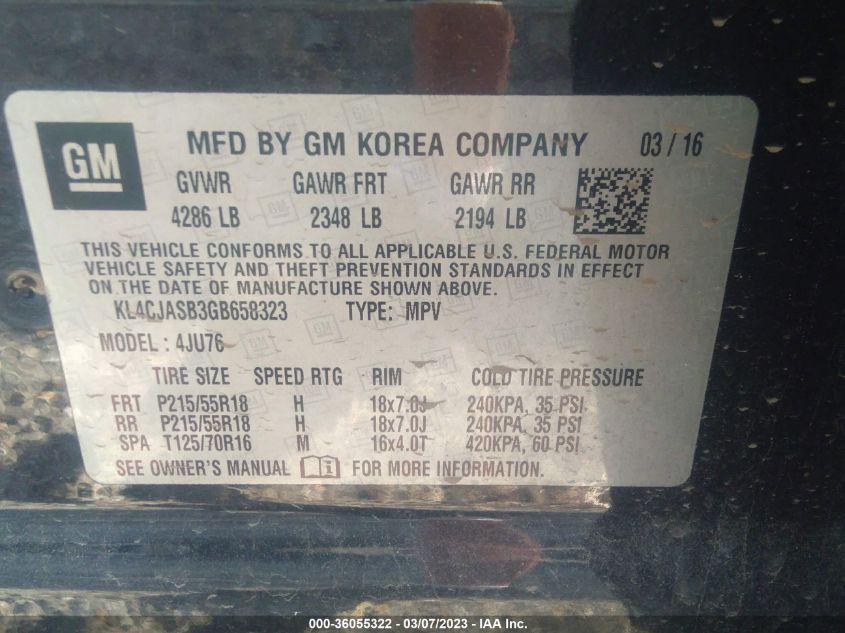 GM
MFD BY GM KOREA COMPANY 03 / 16
GVWR GAWR FRT GAWR RR
4286 LB 2348 LB 2194 LB
THIS VEHICLE CONFORMS TO ALL APPLICABLE U.S. FEDERAL MOTOR
VEHICLE SAFETY AND THEFT PREVENTION STANDARDS IN EFFECT
ON THE DATE OF MANUFACTURE SHOWN ABOVE.
KL4CJASB3GB658323 TYPE: MPV
MODEL : 4JU76
TIRE SIZE SPEED RTG RIM COLD TIRE PRESSURE
FRT P215/55R18 H 18x7.0J 240KPA, 35 PSI
RR P215/55R18 H 18x7.0J 240KPA, 35 PSI
SPA T125/70R16 M 16x4.0T 420KPA, 60 PSI
SEE OWNER'S MANUAL FOR MORE INFORMATION.
000-36055322 - 03/07/2023 - IAA Inc.